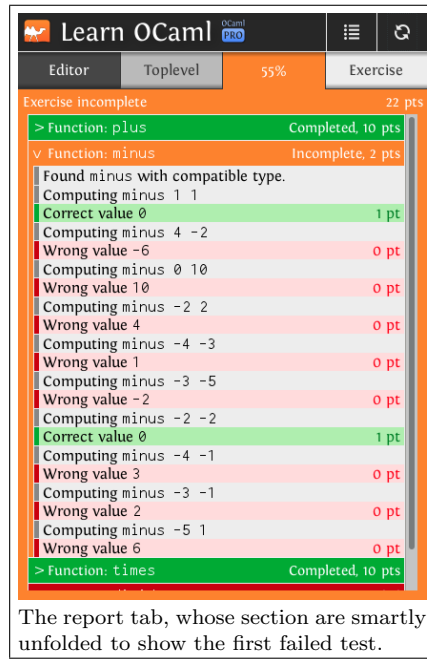 Learn OCaml OCaml PRO
Editor Toplevel 55% Exercise
Exercise incomplete 22 pts
> Function: plus Completed, 10 pts
v Function: minus Incomplete, 2 pts
Found minus with compatible type.
Computing minus 1 1
Correct value 0 1 pt
Computing minus 4 -2
Wrong value -6 0 pt
Computing minus 0 10
Wrong value 10 0 pt
Computing minus -2 2
Wrong value 4 0 pt
Computing minus -4 -3
Wrong value 1 0 pt
Computing minus -3 -5
Wrong value -2 0 pt
Computing minus -2 -2
Correct value 0 1 pt
Computing minus -4 -1
Wrong value 3 0 pt
Computing minus -3 -1
Wrong value 2 0 pt
Computing minus -5 1
Wrong value 6 0 pt
> Function: times Completed, 10 pts
The report tab, whose section are smartly
unfolded to show the first failed test.